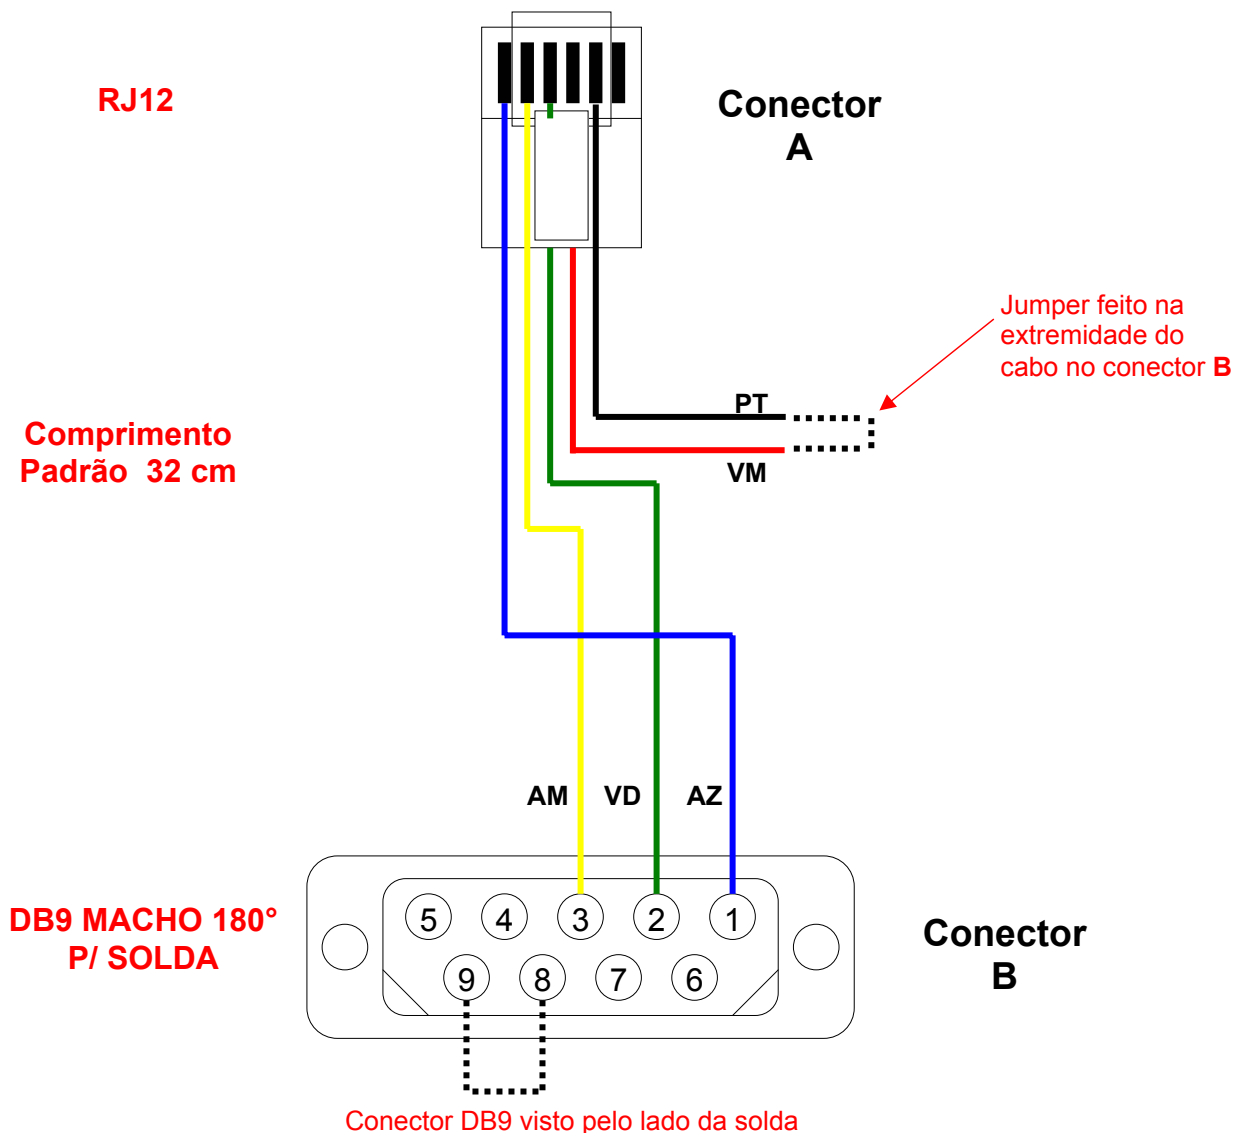 RJ12
Conector
A
Jumper feito na
extremidade do
cabo no conector B
PT
VM
Comprimento
Padrão 32 cm
AM VD AZ
DB9 MACHO 180°
P/ SOLDA
5 4 3 2 1
9 8 7 6
Conector
B
Conector DB9 visto pelo lado da solda